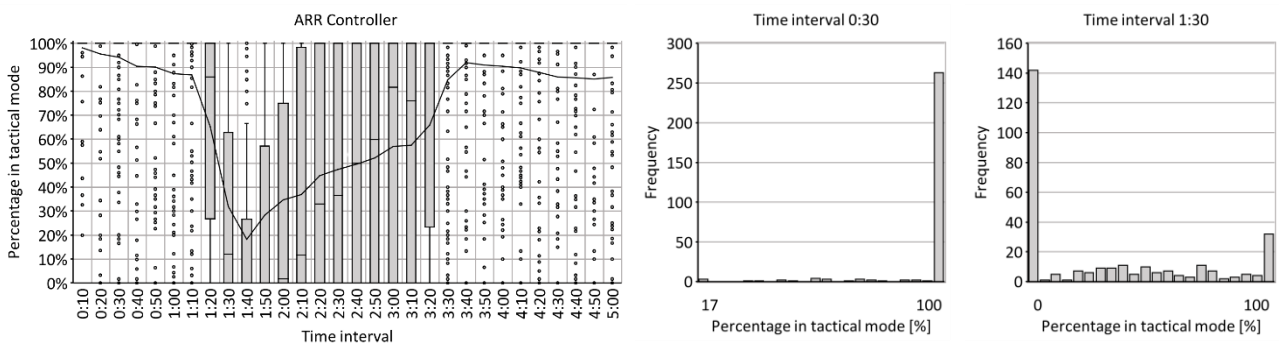 ARR Controller
Percentage in tactical mode
100%
90%
80%
70%
60%
50%
40%
30%
20%
10%
0%
0:10 0:20 0:30 0:40 0:50 1:00 1:10 1:20 1:30 1:40 1:50 2:00 2:10 2:20 2:30 2:40 2:50 3:00 3:10 3:20 3:30 3:40 3:50 4:00 4:10 4:20 4:30 4:40 4:50 5:00
Time interval
Time interval 0:30
Frequency
300
250
200
150
100
50
0
17 100
Percentage in tactical mode [%]
Time interval 1:30
Frequency
160
140
120
100
80
60
40
20
0
0 100
Percentage in tactical mode [%]